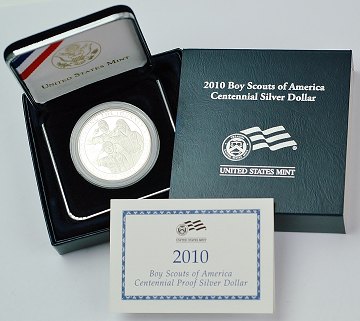 UNITED STATES MINT
2010 Boy Scouts of America
Centennial Silver Dollar
UNITED STATES MINT
2010
Boy Scouts of America
Centennial Proof Silver Dollar